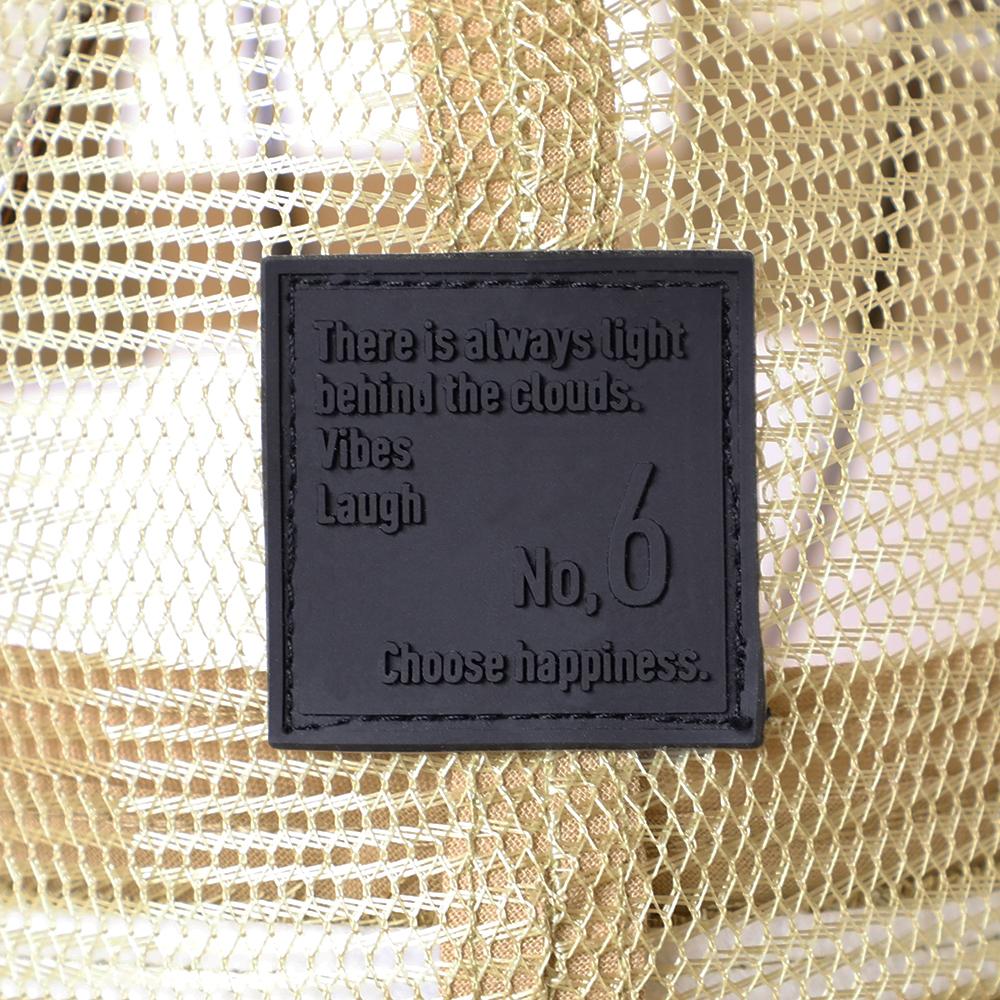 There is always light
behind the clouds.
Vibes
Laugh
No,6
Choose happiness.